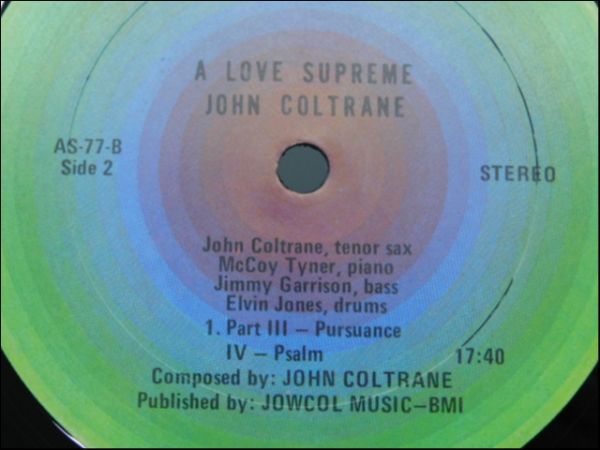 A LOVE SUPREME
JOHN COLTRANE
AS-77-B
Side 2
STEREO
John Coltrane, tenor sax
McCoy Tyner, piano
Jimmy Garrison, bass
Elvin Jones, drums
1. Part III – Pursuance
IV – Psalm 17:40
Composed by: JOHN COLTRANE
Published by: JOWCOL MUSIC–BMI